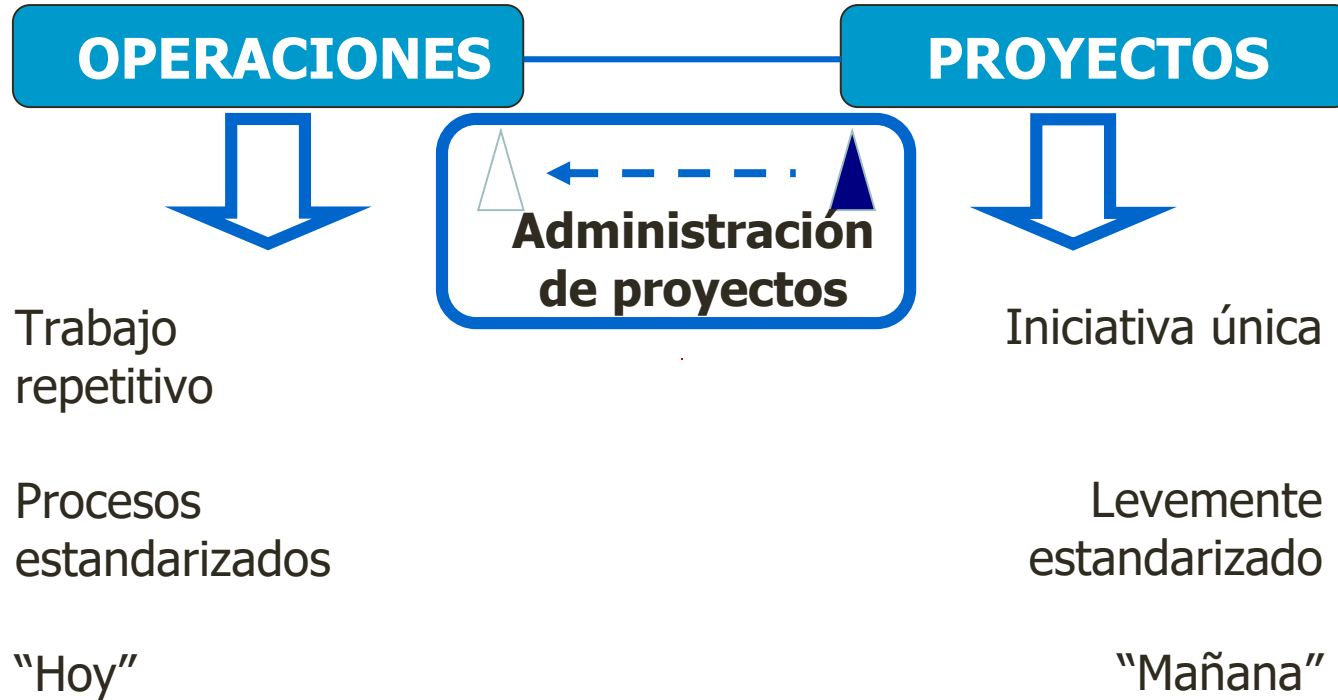 OPERACIONES
PROYECTOS
Administración
de proyectos
Trabajo
repetitivo
Iniciativa única
Procesos
estandarizados
Levemente
estandarizado
“Hoy”
“Mañana”